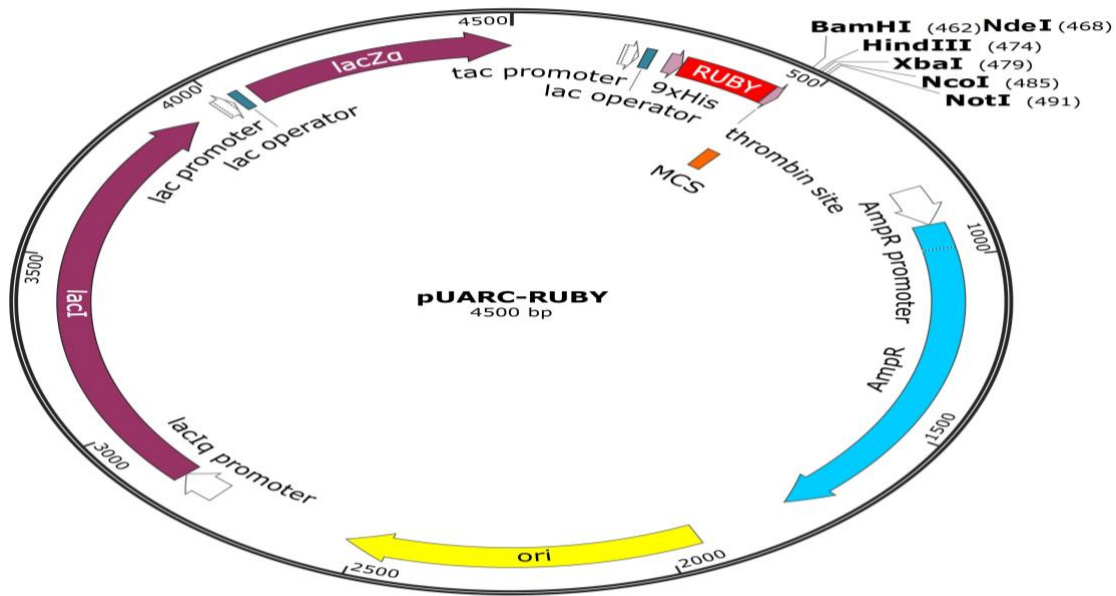 4500
BamHI (462) NdeI (468)
HindIII (474)
XbaI (479)
NcoI (485)
NotI (491)
500
tac promoter
lac operator
9xHis
RUBY
thrombin site
MCS
AmpR promoter
1000
AmpR
1500
2000
ori
2500
lacIq promoter
3000
lacI
3500
4000
lac promoter
lac operator
lacZα
pUARC-RUBY
4500 bp